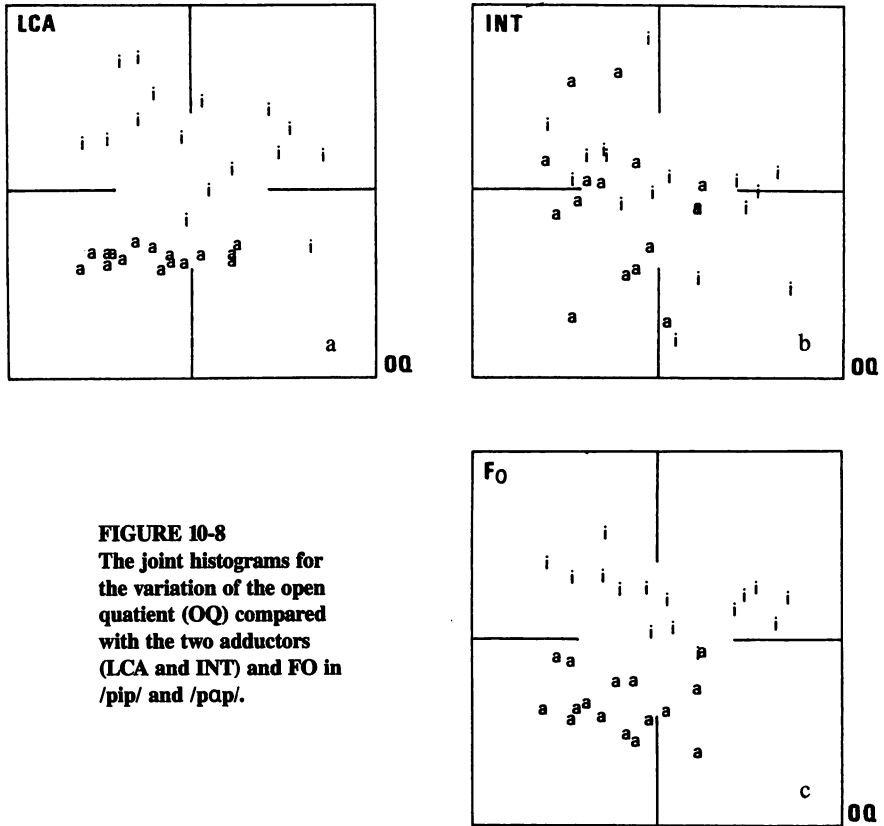 LCA
a
OQ
INT
b
OQ
F0
c
OQ
FIGURE 10-8
The joint histograms for
the variation of the open
quatient (OQ) compared
with the two adductors
(LCA and INT) and FO in
/pip/ and /pɑp/.